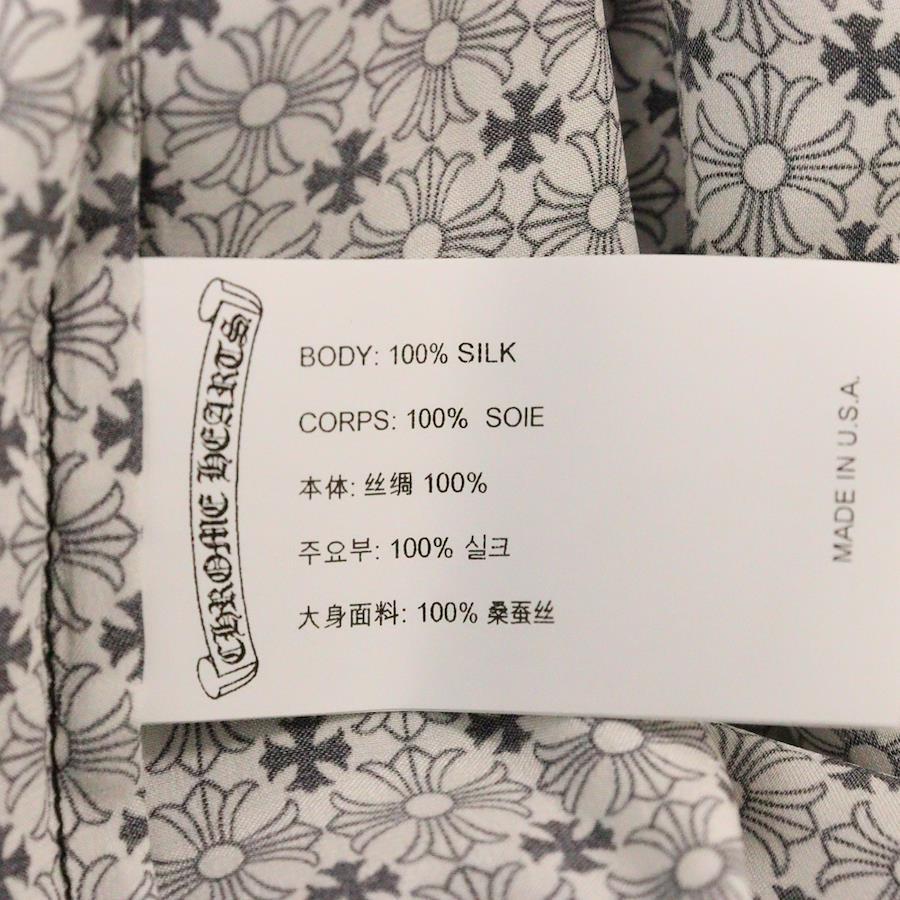 CHROME HEARTS
BODY: 100% SILK
CORPS: 100% SOIE
本体: 丝绸 100%
주요부: 100% 실크
大身面料: 100% 桑蚕丝
MADE IN U.S.A.